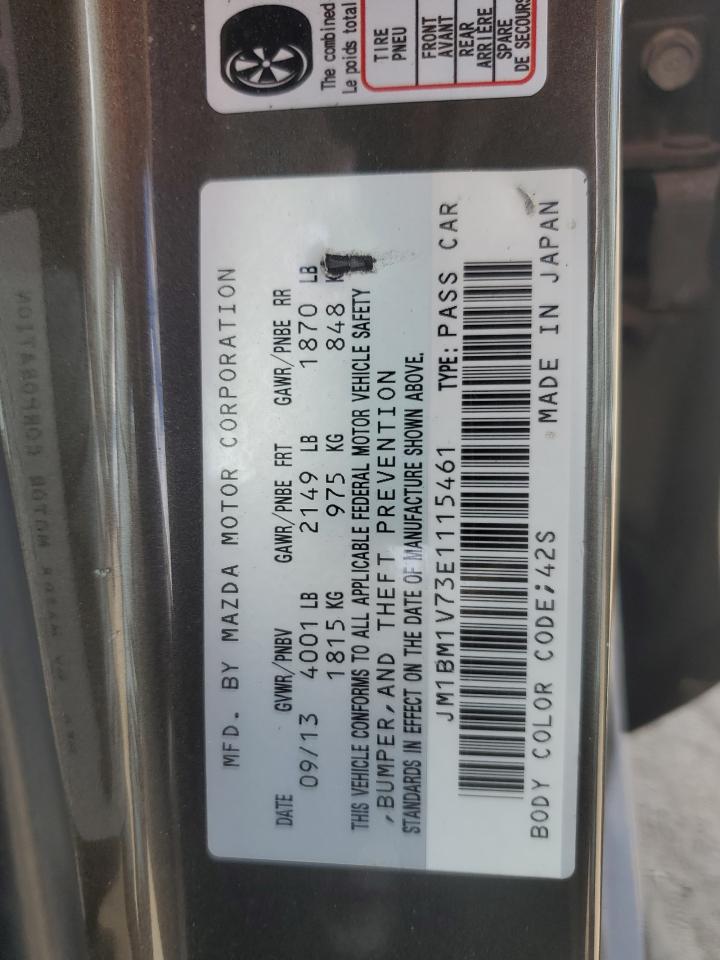 The combined
Le poids total
TIRE
PNEU
FRONT
AVANT
REAR
ARRIÈRE
SPARE
DE SECOURS
MFD. BY MAZDA MOTOR CORPORATION
DATE GVWR/PNBV GAWR/PNBE FRT GAWR/PNBE RR
09/13 4001 LB 2149 LB 1870 LB
1815 KG 975 KG 848
THIS VEHICLE CONFORMS TO ALL APPLICABLE FEDERAL MOTOR VEHICLE SAFETY
,BUMPER,AND THEFT PREVENTION
STANDARDS IN EFFECT ON THE DATE OF MANUFACTURE SHOWN ABOVE.
JM1BM1V73E1115461 TYPE: PASS CAR
BODY COLOR CODE;42S MADE IN JAPAN